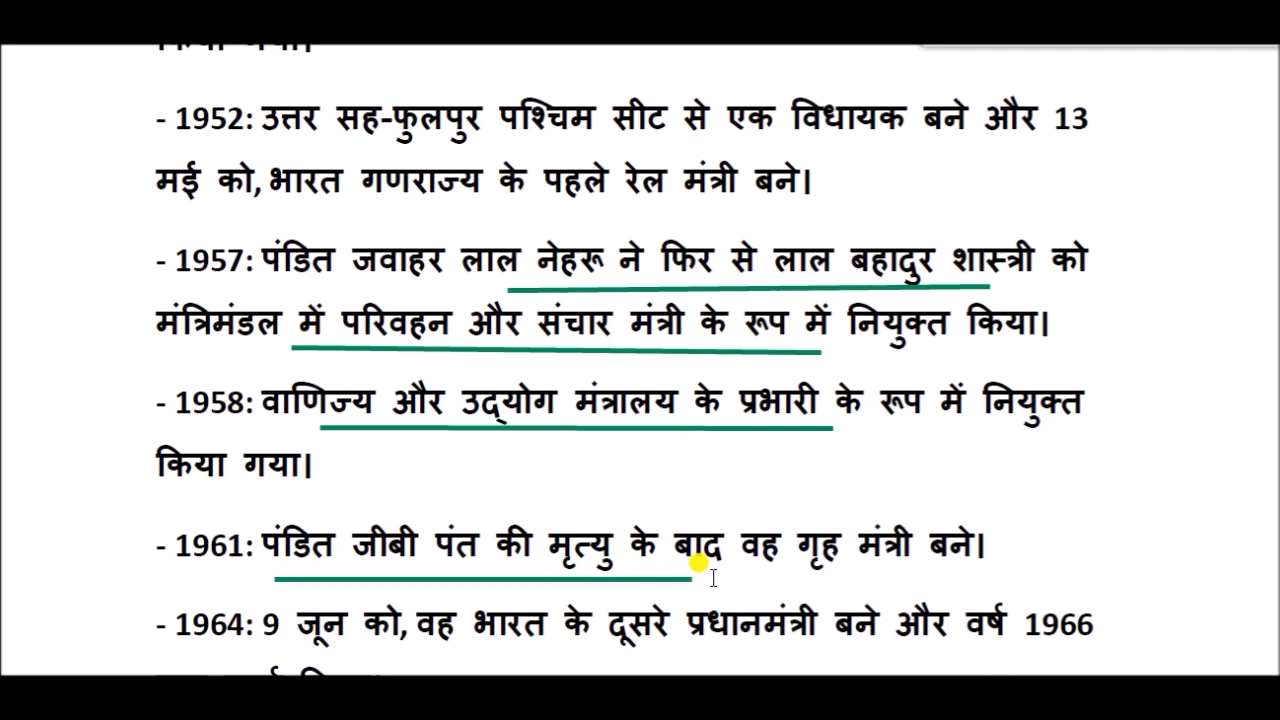 - 1952: उत्तर सह-फुलपुर पश्चिम सीट से एक विधायक बने और 13
मई को, भारत गणराज्य के पहले रेल मंत्री बने।
- 1957: पंडित जवाहर लाल नेहरू ने फिर से लाल बहादुर शास्त्री को
मंत्रिमंडल में परिवहन और संचार मंत्री के रूप में नियुक्त किया।
- 1958: वाणिज्य और उद्योग मंत्रालय के प्रभारी के रूप में नियुक्त
किया गया।
- 1961: पंडित जीबी पंत की मृत्यु के बाद वह गृह मंत्री बने।
- 1964: 9 जून को, वह भारत के दूसरे प्रधानमंत्री बने और वर्ष 1966